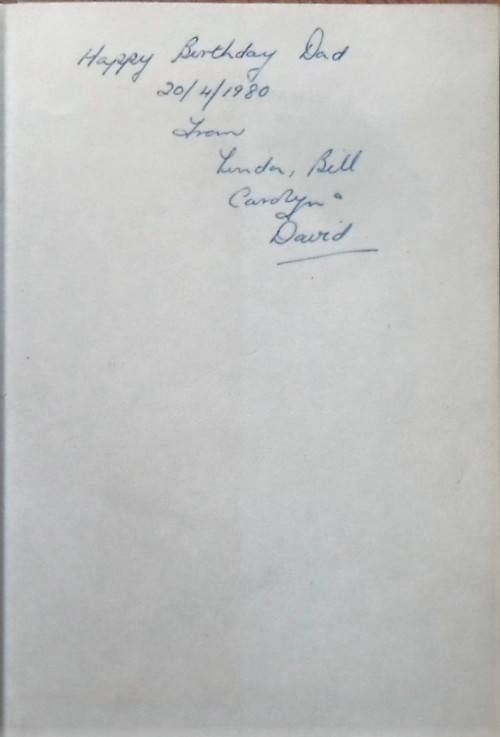 Happy Birthday Dad
20/4/1980
From
Linda, Bill
Carolyn &
David